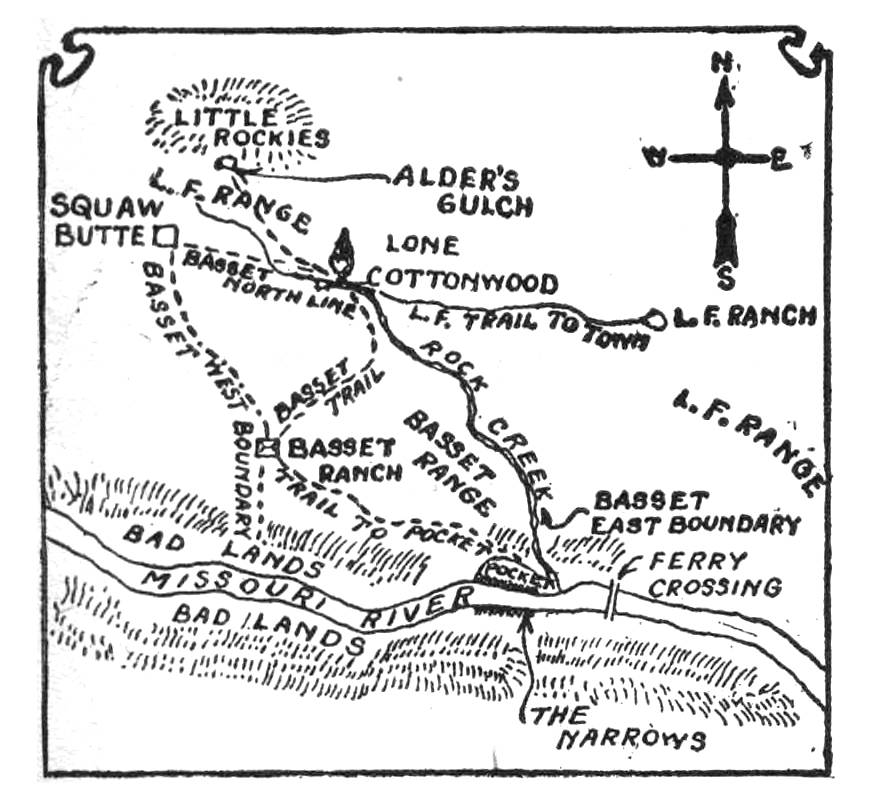 N
W E
S
LITTLE
ROCKIES
ALDER'S
GULCH
L.F. RANGE
SQUAW
BUTTE
LONE
COTTONWOOD
BASSET
NORTH LINE
L.F. RANCH
L.F. TRAIL TO TOWN
BASSET WEST BOUNDARY
BASSET
TRAIL
ROCK CREEK
L.F. RANGE
BASSET
RANGE
BASSET
RANCH
TRAIL TO POCKET
BASSET
EAST BOUNDARY
BAD LANDS
POCKET
FERRY
CROSSING
MISSOURI RIVER
BAD LANDS
THE
NARROWS